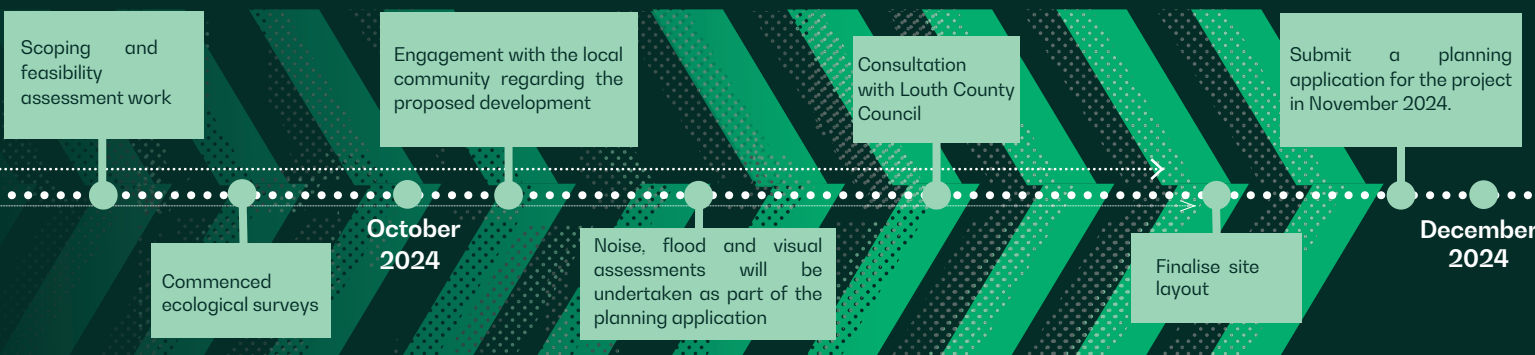 Scoping and
feasibility
assessment work
Commenced
ecological surveys
October
2024
Engagement with the local
community regarding the
proposed development
Noise, flood and visual
assessments will be
undertaken as part of the
planning application
Consultation
with Louth County
Council
Finalise site
layout
Submit a planning
application for the project
in November 2024.
December
2024